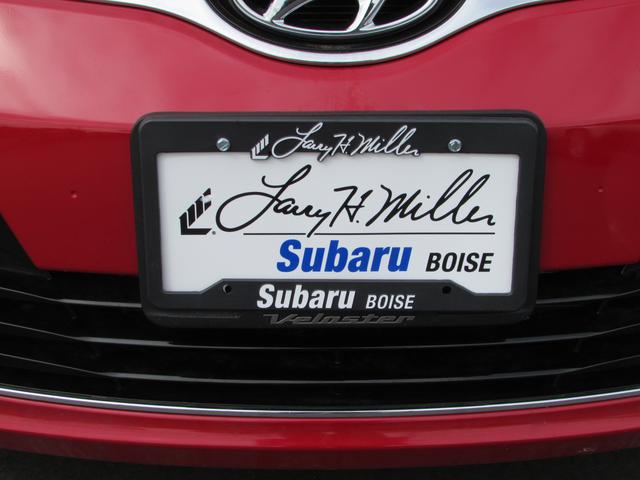 Larry H. Miller
Larry H. Miller
Subaru BOISE
Subaru BOISE
Veloster